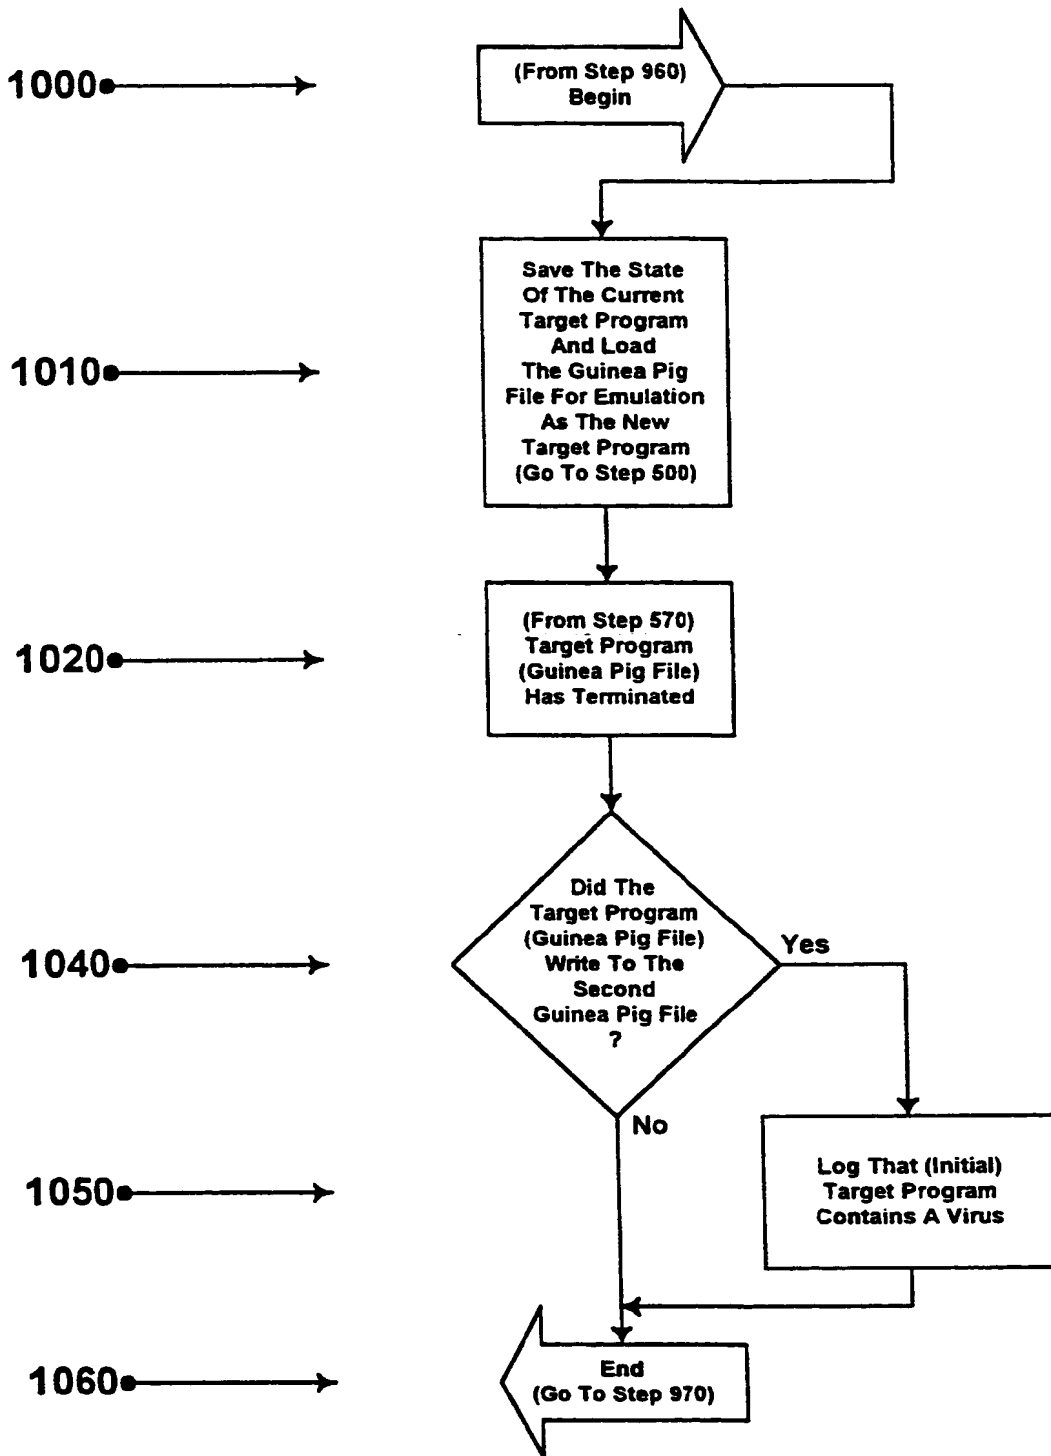 1000
(From Step 960)
Begin
1010
Save The State
Of The Current
Target Program
And Load
The Guinea Pig
File For Emulation
As The New
Target Program
(Go To Step 500)
1020
(From Step 570)
Target Program
(Guinea Pig File)
Has Terminated
1040
Did The
Target Program
(Guinea Pig File)
Write To The
Second
Guinea Pig File
?
Yes
No
1050
Log That (Initial)
Target Program
Contains A Virus
1060
End
(Go To Step 970)